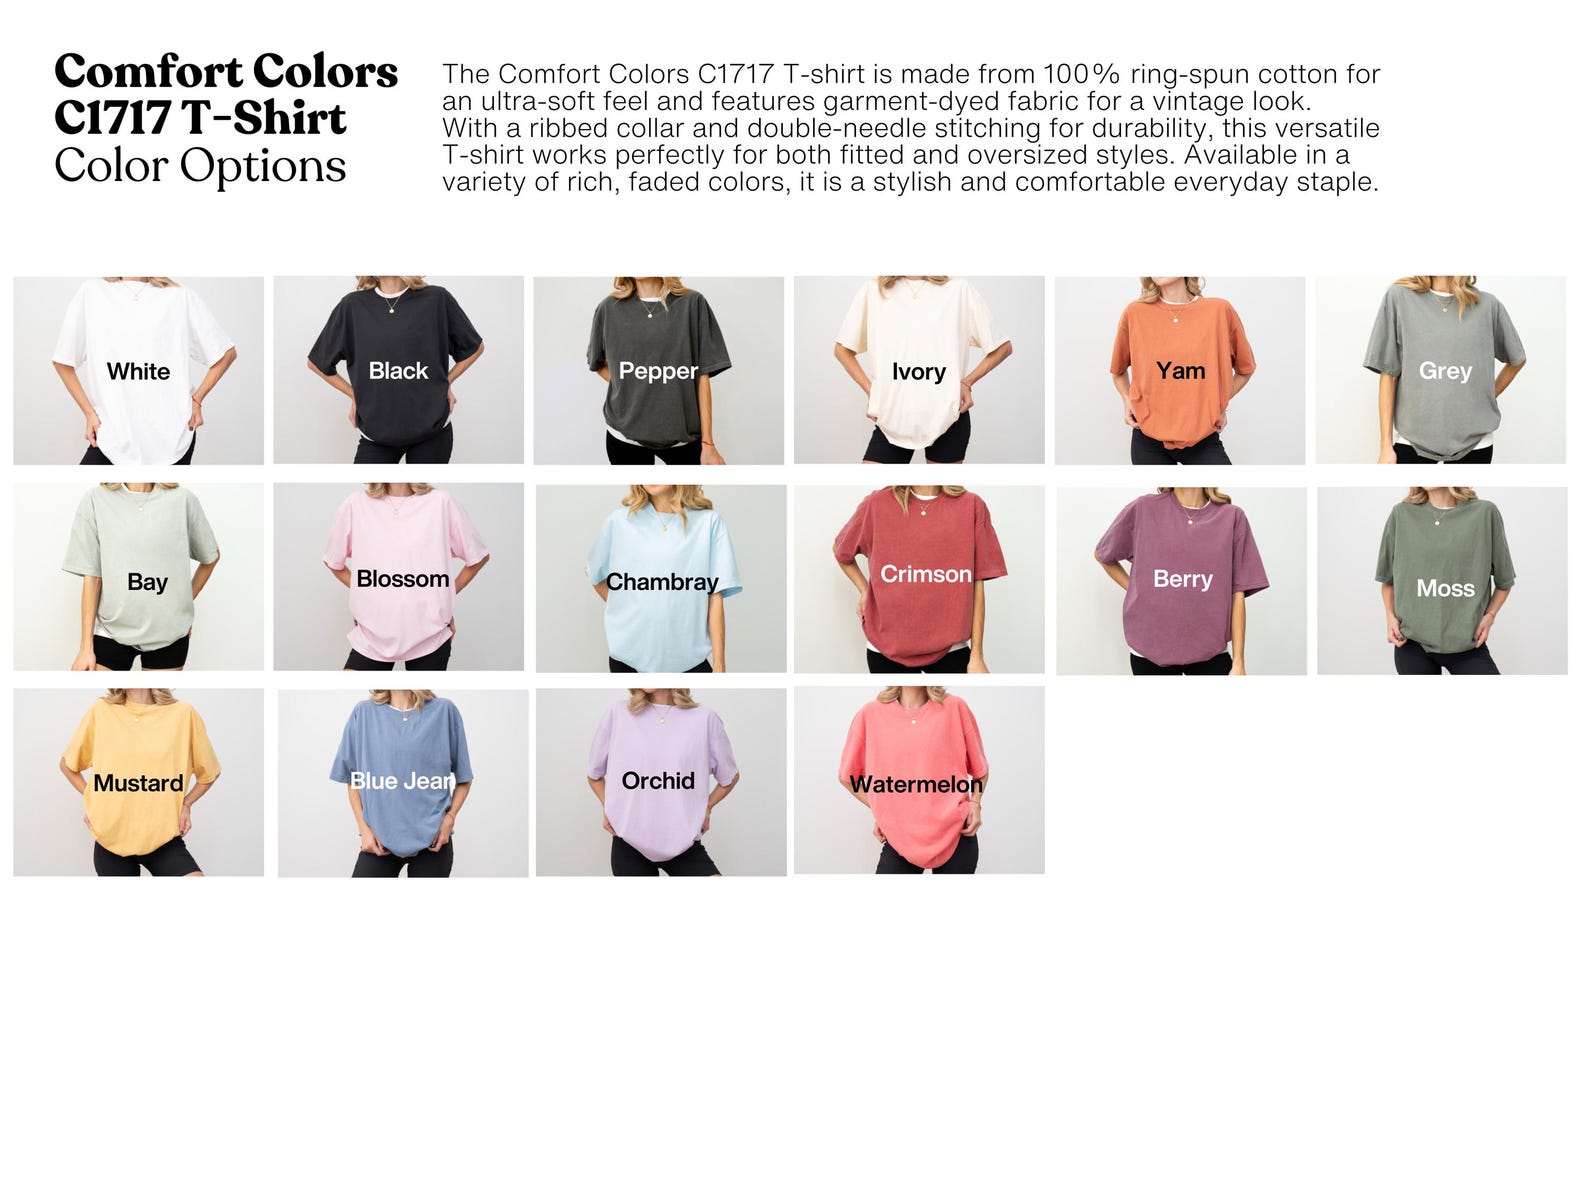 Comfort Colors
C1717 T-Shirt
Color Options
The Comfort Colors C1717 T-shirt is made from 100% ring-spun cotton for
an ultra-soft feel and features garment-dyed fabric for a vintage look.
With a ribbed collar and double-needle stitching for durability, this versatile
T-shirt works perfectly for both fitted and oversized styles. Available in a
variety of rich, faded colors, it is a stylish and comfortable everyday staple.
White
Black
Pepper
Ivory
Yam
Grey
Bay
Blossom
Chambray
Crimson
Berry
Moss
Mustard
Blue Jean
Orchid
Watermelon